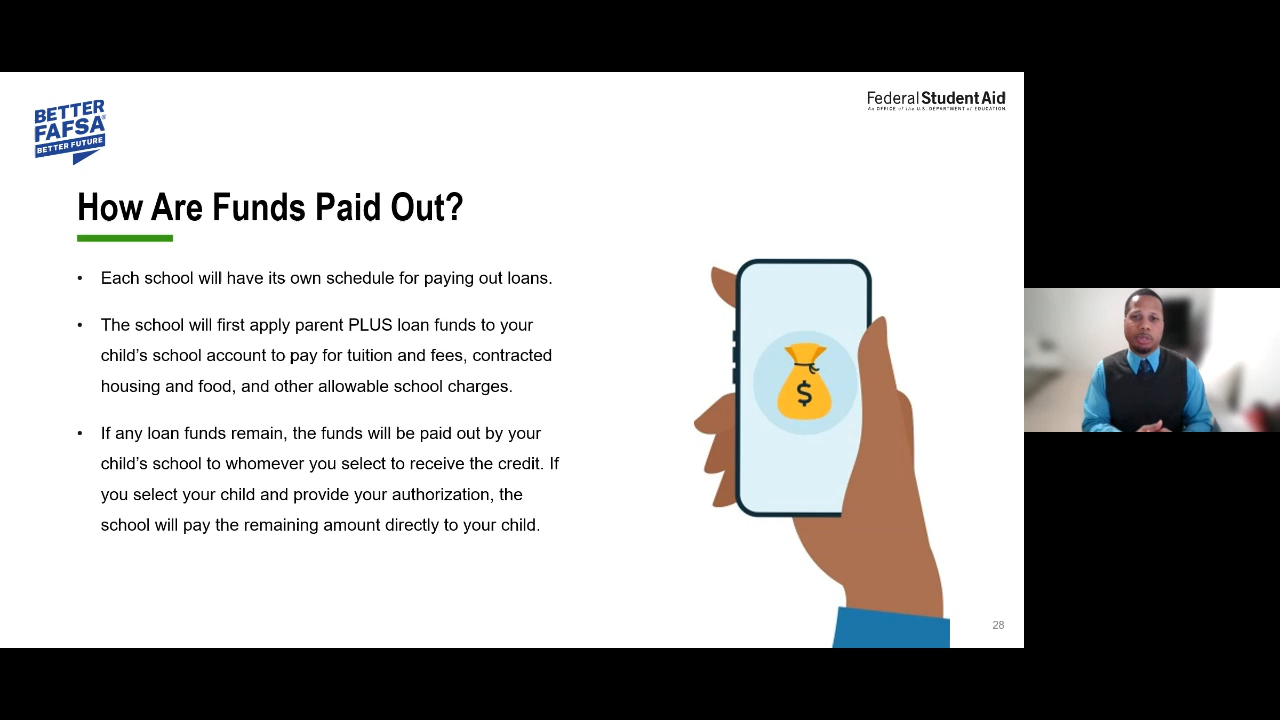 BETTER
FAFSA®
BETTER FUTURE
Federal Student Aid
An OFFICE of the U.S. DEPARTMENT of EDUCATION
How Are Funds Paid Out?
• Each school will have its own schedule for paying out loans.
• The school will first apply parent PLUS loan funds to your
child’s school account to pay for tuition and fees, contracted
housing and food, and other allowable school charges.
• If any loan funds remain, the funds will be paid out by your
child’s school to whomever you select to receive the credit. If
you select your child and provide your authorization, the
school will pay the remaining amount directly to your child.
$
28